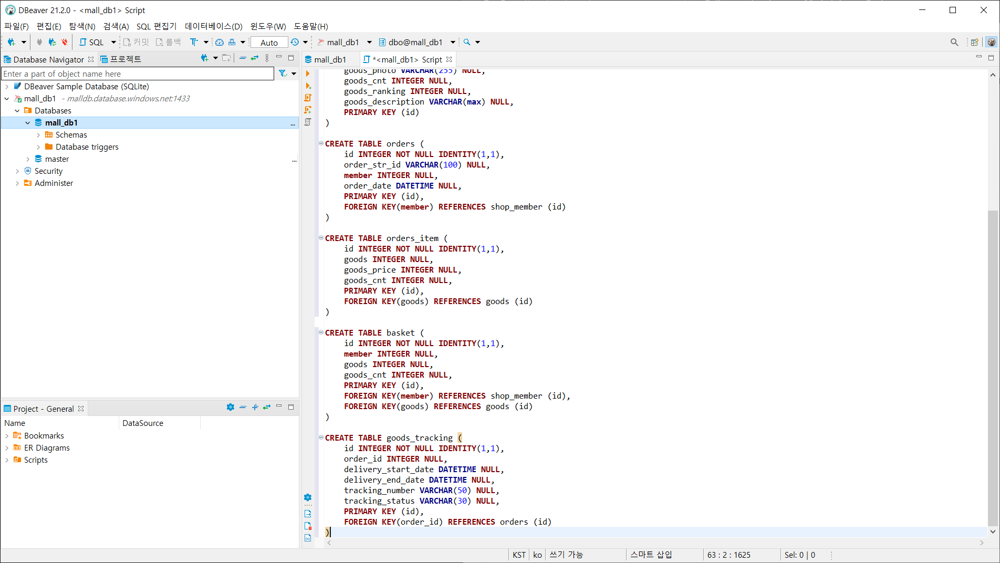 DBeaver 21.2.0 - <mall_db1> Script
파일(F) 편집(E) 탐색(N) 검색(A) SQL 편집기 데이터베이스(D) 윈도우(W) 도움말(H)
SQL 커밋 롤백 Auto mall_db1 dbo@mall_db1
Database Navigator 프로젝트
Enter a part of object name here
DBeaver Sample Database (SQLite)
mall_db1 - malldb.database.windows.net:1433
Databases
mall_db1 ...
Schemas
Database triggers
master ...
Security
Administer
Project - General
Name DataSource
Bookmarks
ER Diagrams
Scripts
mall_db1 *<mall_db1> Script
goods_photo VARCHAR(255) NULL,
goods_cnt INTEGER NULL,
goods_ranking INTEGER NULL,
goods_description VARCHAR(max) NULL,
PRIMARY KEY (id)
)
CREATE TABLE orders (
id INTEGER NOT NULL IDENTITY(1,1),
order_str_id VARCHAR(100) NULL,
member INTEGER NULL,
order_date DATETIME NULL,
PRIMARY KEY (id),
FOREIGN KEY(member) REFERENCES shop_member (id)
)
CREATE TABLE orders_item (
id INTEGER NOT NULL IDENTITY(1,1),
goods INTEGER NULL,
goods_price INTEGER NULL,
goods_cnt INTEGER NULL,
PRIMARY KEY (id),
FOREIGN KEY(goods) REFERENCES goods (id)
)
CREATE TABLE basket (
id INTEGER NOT NULL IDENTITY(1,1),
member INTEGER NULL,
goods INTEGER NULL,
goods_cnt INTEGER NULL,
PRIMARY KEY (id),
FOREIGN KEY(member) REFERENCES shop_member (id),
FOREIGN KEY(goods) REFERENCES goods (id)
)
CREATE TABLE goods_tracking (
id INTEGER NOT NULL IDENTITY(1,1),
order_id INTEGER NULL,
delivery_start_date DATETIME NULL,
delivery_end_date DATETIME NULL,
tracking_number VARCHAR(50) NULL,
tracking_status VARCHAR(30) NULL,
PRIMARY KEY (id),
FOREIGN KEY(order_id) REFERENCES orders (id)
)
KST ko 쓰기 가능 스마트 삽입 63 : 2 : 1625 Sel: 0 | 0